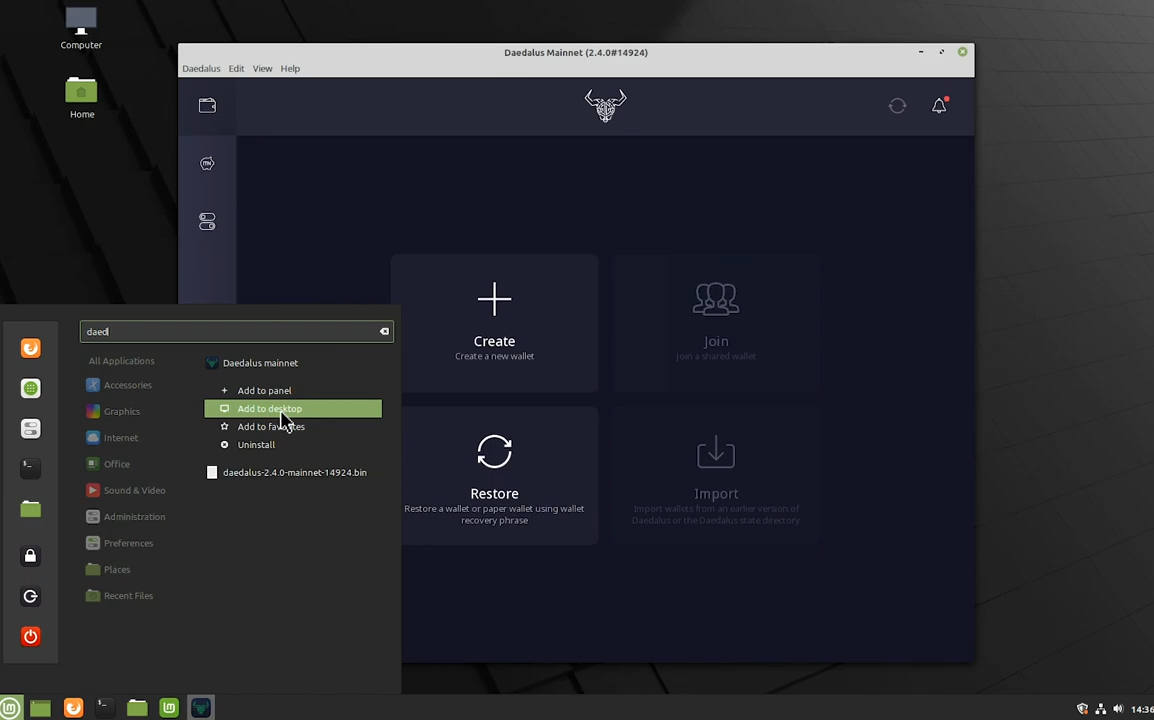 Computer
Home
Daedalus Mainnet (2.4.0#14924)
Daedalus Edit View Help
Create
Create a new wallet
Join
Join a shared wallet
Restore
Restore a wallet or paper wallet using wallet
recovery phrase
Import
Import wallets from an earlier version of
Daedalus or the Daedalus state directory
daed
All Applications
Accessories
Graphics
Internet
Office
Sound & Video
Administration
Preferences
Places
Recent Files
Daedalus mainnet
Add to panel
Add to desktop
Add to favorites
Uninstall
daedalus-2.4.0-mainnet-14924.bin
14:36